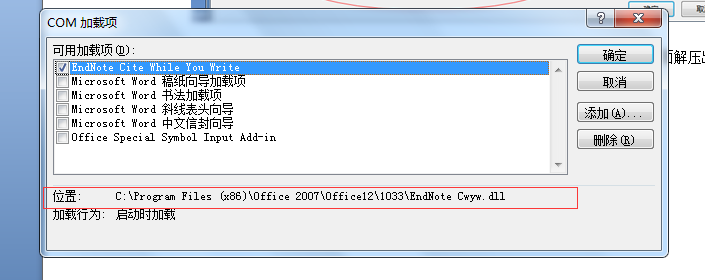 COM 加载项
可用加载项(D):
EndNote Cite While You Write
Microsoft Word 稿纸向导加载项
Microsoft Word 书法加载项
Microsoft Word 斜线表头向导
Microsoft Word 中文信封向导
Office Special Symbol Input Add-in
确定
取消
添加(A)...
删除(R)
位置: C:\Program Files (x86)\Office 2007\Office12\1033\EndNote Cwyw.dll
加载行为: 启动时加载
解压出